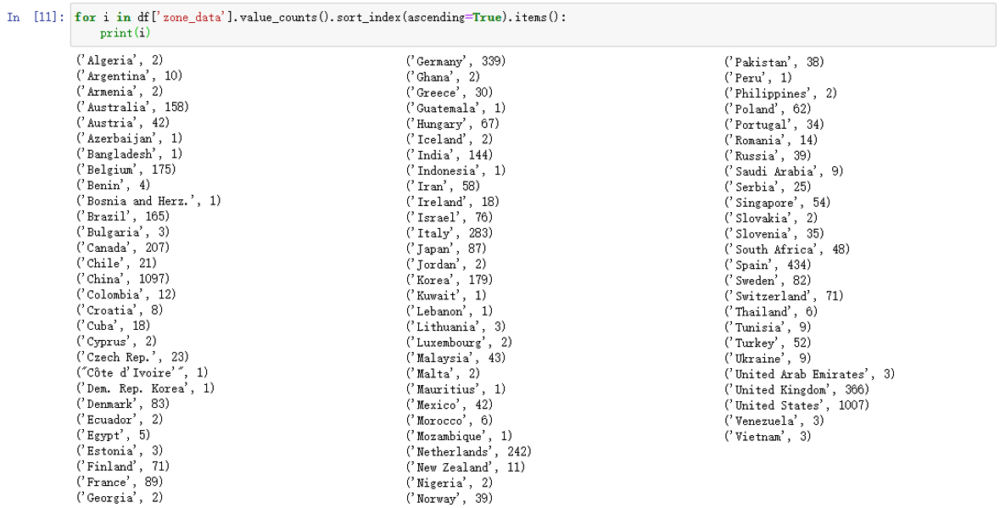 In [11]: for i in df['zone_data'].value_counts().sort_index(ascending=True).items():
print(i)
('Algeria', 2)
('Argentina', 10)
('Armenia', 2)
('Australia', 158)
('Austria', 42)
('Azerbaijan', 1)
('Bangladesh', 1)
('Belgium', 175)
('Benin', 4)
('Bosnia and Herz.', 1)
('Brazil', 165)
('Bulgaria', 3)
('Canada', 207)
('Chile', 21)
('China', 1097)
('Colombia', 12)
('Croatia', 8)
('Cuba', 18)
('Cyprus', 2)
('Czech Rep.', 23)
("Côte d'Ivoire'", 1)
('Dem. Rep. Korea', 1)
('Denmark', 83)
('Ecuador', 2)
('Egypt', 5)
('Estonia', 3)
('Finland', 71)
('France', 89)
('Georgia', 2)
('Germany', 339)
('Ghana', 2)
('Greece', 30)
('Guatemala', 1)
('Hungary', 67)
('Iceland', 2)
('India', 144)
('Indonesia', 1)
('Iran', 58)
('Ireland', 18)
('Israel', 76)
('Italy', 283)
('Japan', 87)
('Jordan', 2)
('Korea', 179)
('Kuwait', 1)
('Lebanon', 1)
('Lithuania', 3)
('Luxembourg', 2)
('Malaysia', 43)
('Malta', 2)
('Mauritius', 1)
('Mexico', 42)
('Morocco', 6)
('Mozambique', 1)
('Netherlands', 242)
('New Zealand', 11)
('Nigeria', 2)
('Norway', 39)
('Pakistan', 38)
('Peru', 1)
('Philippines', 2)
('Poland', 62)
('Portugal', 34)
('Romania', 14)
('Russia', 39)
('Saudi Arabia', 9)
('Serbia', 25)
('Singapore', 54)
('Slovakia', 2)
('Slovenia', 35)
('South Africa', 48)
('Spain', 434)
('Sweden', 82)
('Switzerland', 71)
('Thailand', 6)
('Tunisia', 9)
('Turkey', 52)
('Ukraine', 9)
('United Arab Emirates', 3)
('United Kingdom', 366)
('United States', 1007)
('Venezuela', 3)
('Vietnam', 3)